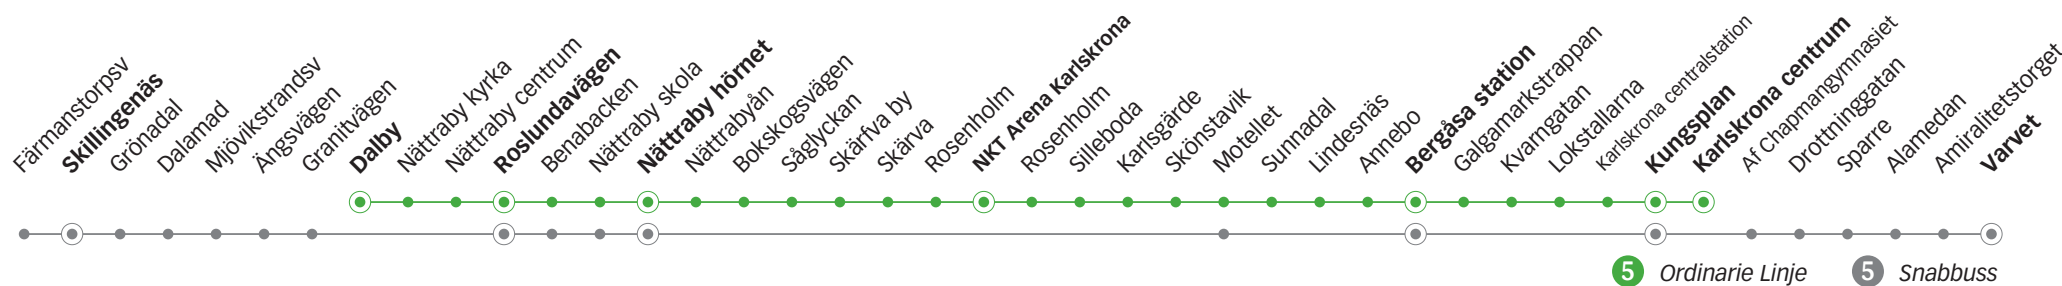 Färmanstorpsv
Skillingenäs
Grönadal
Dalarnad
Mjövikstrandsv
Ängsvägen
Granitvägen
Dalby
Nättraby kyrka
Nättraby centrum
Roslundavägen
Benabacken
Nättraby skola
Nättraby hörnet
Nättrabyån
Bokskogsvägen
Såglyckan
Skärfva by
Skärva
Rosenholm
NKT Arena Karlskrona
Rosenholm
Silleboda
Karlsgärde
Skönstavik
Motellet
Sunnadal
Lindesnäs
Annebo
Bergåsa station
Galgamarkstrappan
Kvarngatan
Lokstallarna
Karlskrona centralstation
Kungsplan
Karlskrona centrum
Af Chapmangymnasiet
Drottninggatan
Sparre
Alamedan
Amiralitetstorget
Varvet
5 Ordinarie Linje 5 Snabbuss